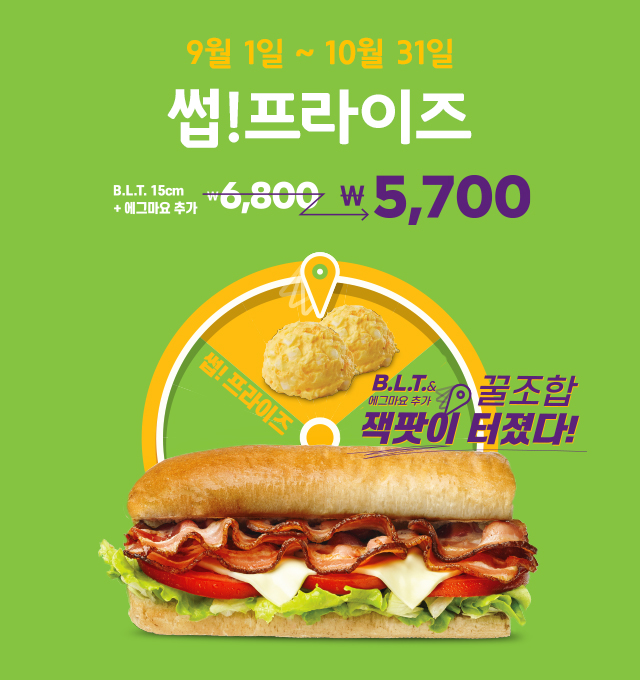 9월 1일 ~ 10월 31일
썹!프라이즈
B.L.T. 15cm
+ 에그마요 추가
₩6,800
₩5,700
썹! 프라이즈
B.L.T.&
에그마요 추가
꿀조합
잭팟이 터졌다!